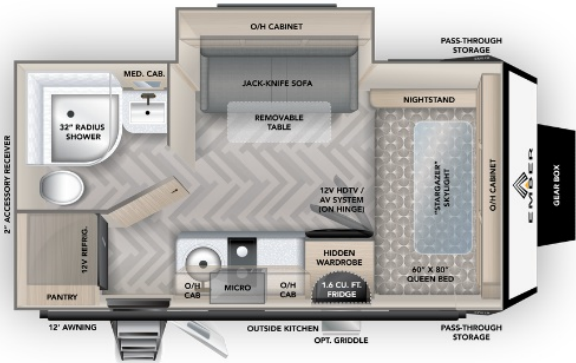 O/H CABINET
PASS-THROUGH
STORAGE
MED. CAB.
JACK-KNIFE SOFA
NIGHTSTAND
32" RADIUS
SHOWER
REMOVABLE
TABLE
2" ACCESSORY RECEIVER
"STARGAZER"
SKYLIGHT
O/H CABINET
EMBER
GEAR BOX
12V HDTV /
AV SYSTEM
(ON HINGE)
12V REFRIG.
HIDDEN
WARDROBE
60" X 80"
QUEEN BED
PANTRY
O/H
CAB
MICRO
O/H
CAB
1.6 CU. FT.
FRIDGE
12' AWNING
OUTSIDE KITCHEN
OPT. GRIDDLE
PASS-THROUGH
STORAGE